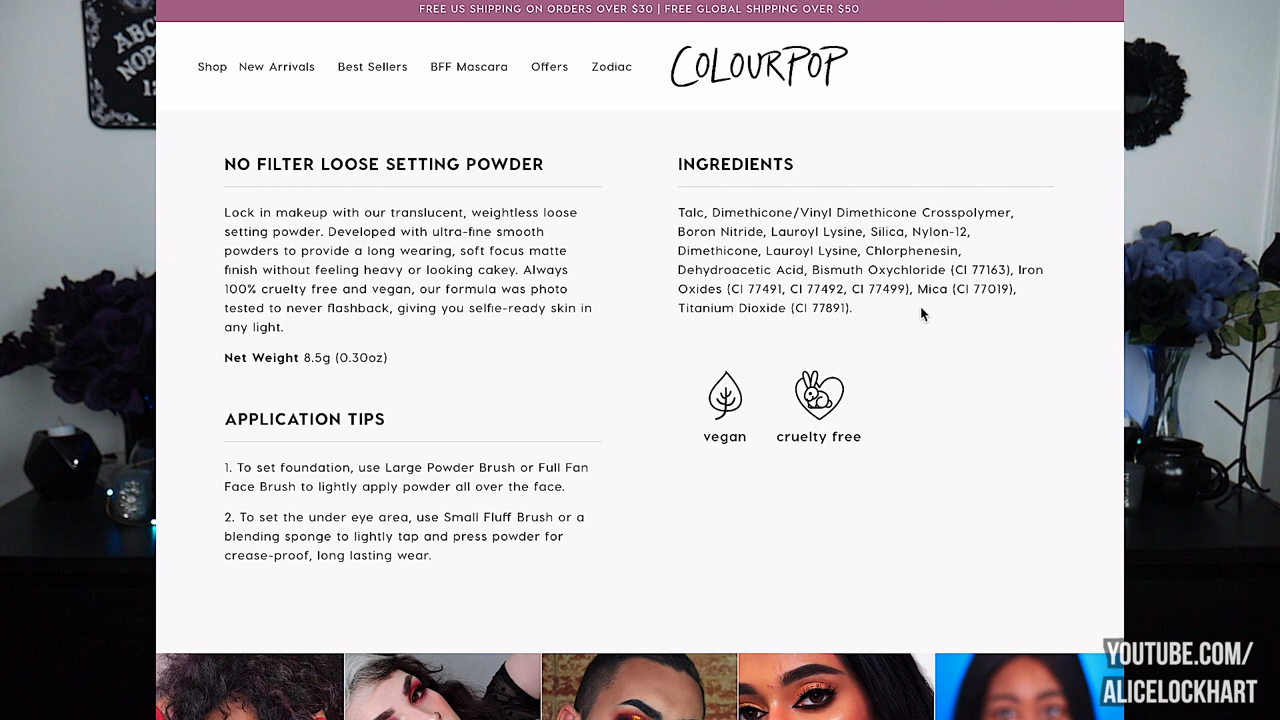 FREE US SHIPPING ON ORDERS OVER $30 | FREE GLOBAL SHIPPING OVER $50
ABC
NOP
12
Shop New Arrivals Best Sellers BFF Mascara Offers Zodiac
COLOURPOP
NO FILTER LOOSE SETTING POWDER
Lock in makeup with our translucent, weightless loose
setting powder. Developed with ultra-fine smooth
powders to provide a long wearing, soft focus matte
finish without feeling heavy or looking cakey. Always
100% cruelty free and vegan, our formula was photo
tested to never flashback, giving you selfie-ready skin in
any light.
Net Weight 8.5g (0.30oz)
APPLICATION TIPS
1. To set foundation, use Large Powder Brush or Full Fan
Face Brush to lightly apply powder all over the face.
2. To set the under eye area, use Small Fluff Brush or a
blending sponge to lightly tap and press powder for
crease-proof, long lasting wear.
INGREDIENTS
Talc, Dimethicone/Vinyl Dimethicone Crosspolymer,
Boron Nitride, Lauroyl Lysine, Silica, Nylon-12,
Dimethicone, Lauroyl Lysine, Chlorphenesin,
Dehydroacetic Acid, Bismuth Oxychloride (CI 77163), Iron
Oxides (CI 77491, CI 77492, CI 77499), Mica (CI 77019),
Titanium Dioxide (CI 77891).
vegan cruelty free
YOUTUBE.COM/
ALICELOCKHART